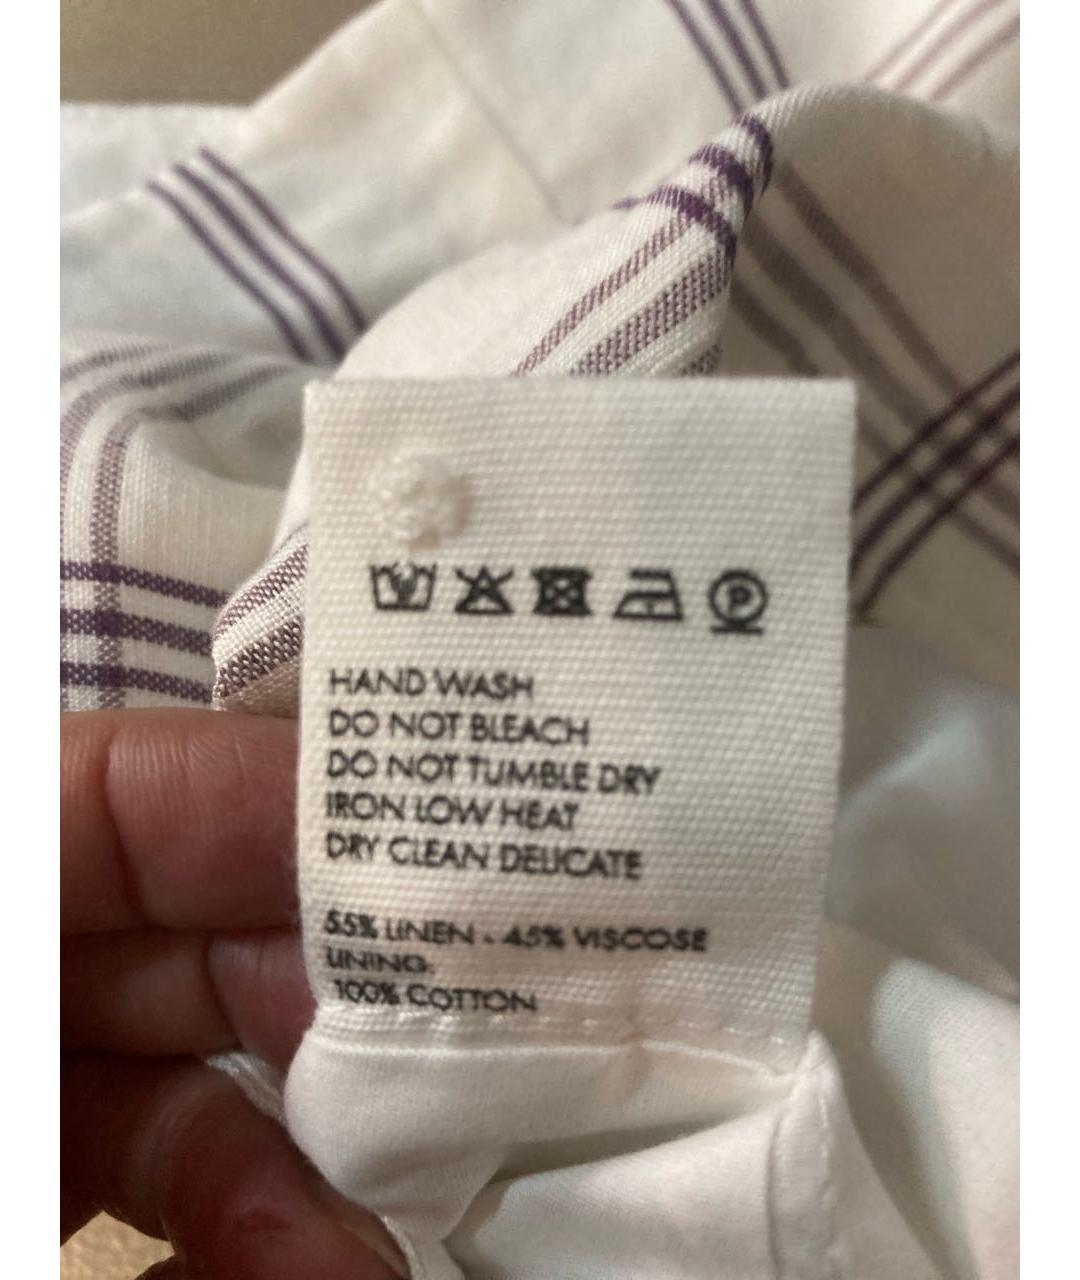 P
HAND WASH
DO NOT BLEACH
DO NOT TUMBLE DRY
IRON LOW HEAT
DRY CLEAN DELICATE
55% LINEN - 45% VISCOSE
LINING:
100% COTTON